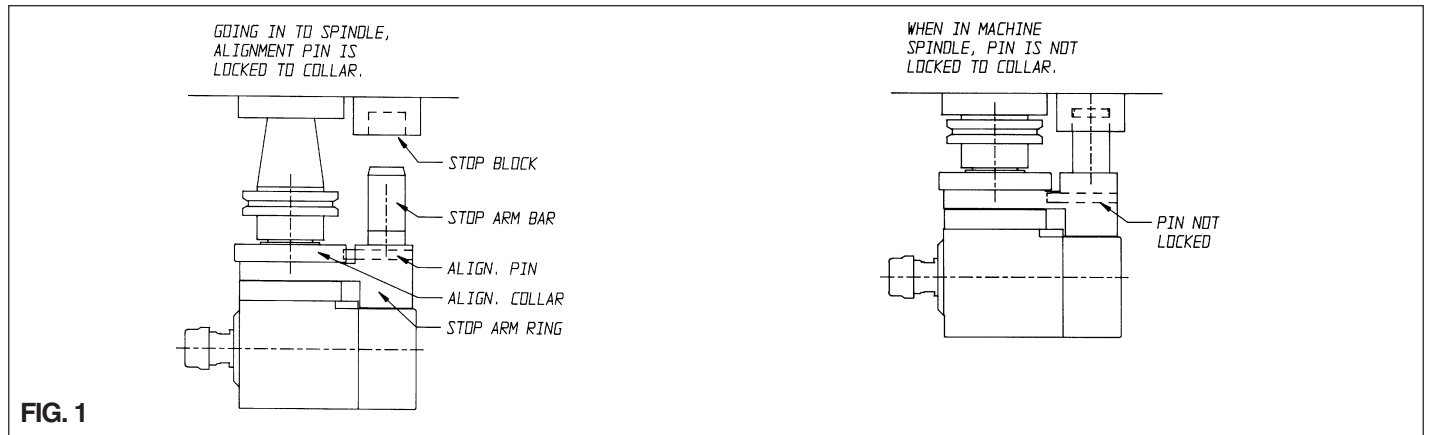 GOING IN TO SPINDLE,
ALIGNMENT PIN IS
LOCKED TO COLLAR.
STOP BLOCK
STOP ARM BAR
ALIGN. PIN
ALIGN. COLLAR
STOP ARM RING
WHEN IN MACHINE
SPINDLE, PIN IS NOT
LOCKED TO COLLAR.
PIN NOT
LOCKED
FIG. 1